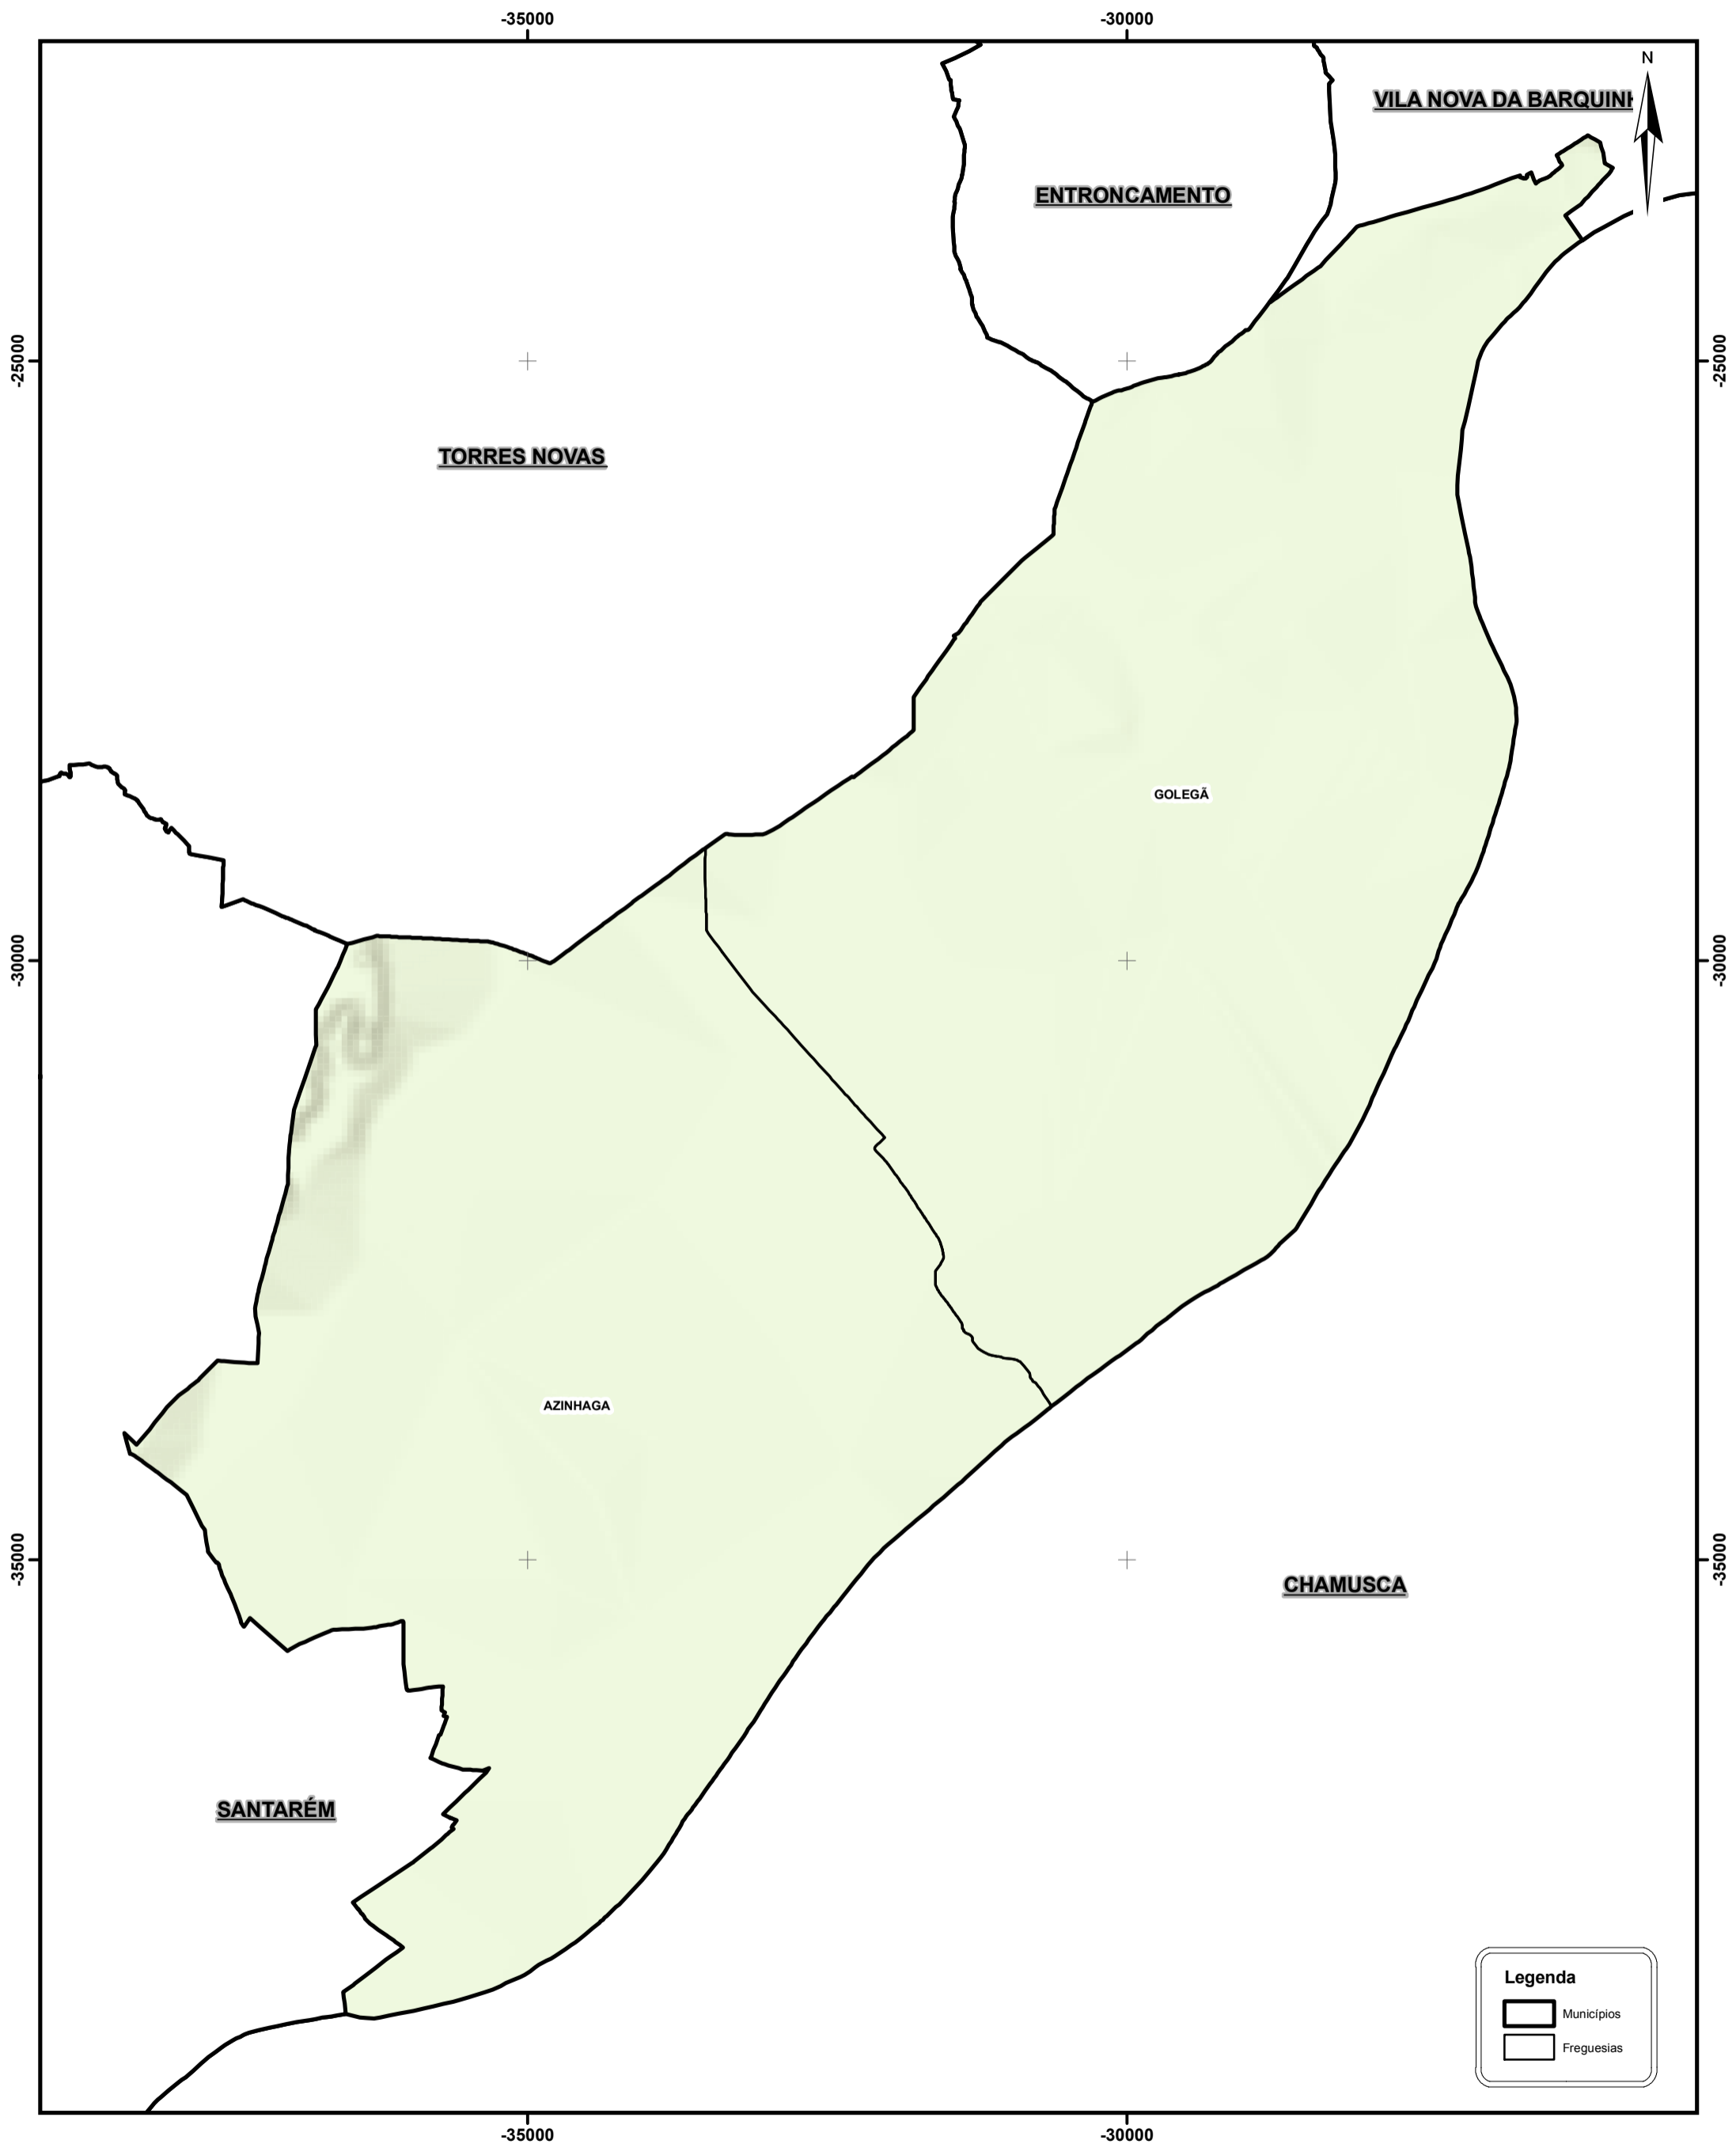 -35000 -30000
N
VILA NOVA DA BARQUIN
ENTRONCAMENTO
-25000 -25000
TORRES NOVAS
GOLEGÃ
-30000 -30000
AZINHAGA
-35000 -35000
CHAMUSCA
SANTARÉM
Legenda
Municípios
Freguesias
-35000 -30000